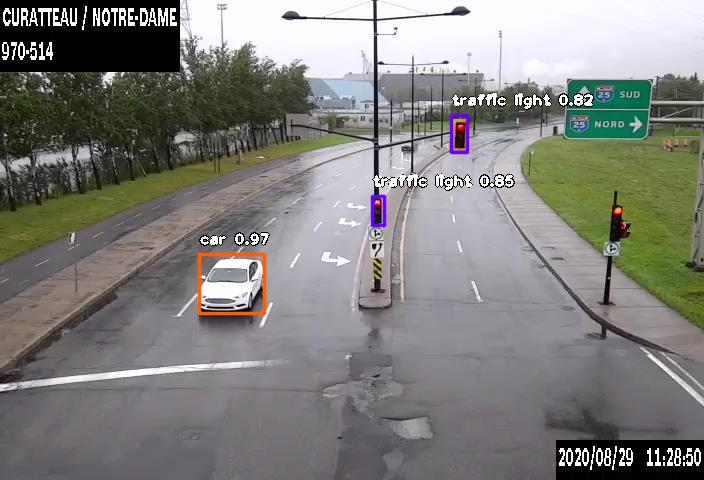 CURATTEAU / NOTRE-DAME
970-514
traffic light 0.82
25 SUD
25 NORD
traffic light 0.85
car 0.97
2020/08/29 11:28:50